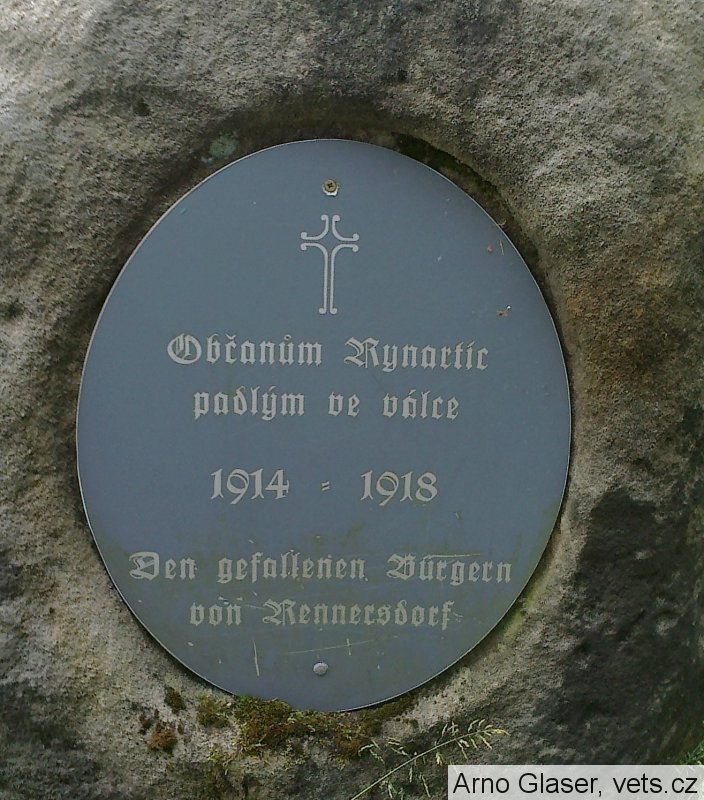 Občanům Rynartic
padlým ve válce
1914 - 1918
Den gefallenen Bürgern
von Rennersdorf
Arno Glaser, vets.cz